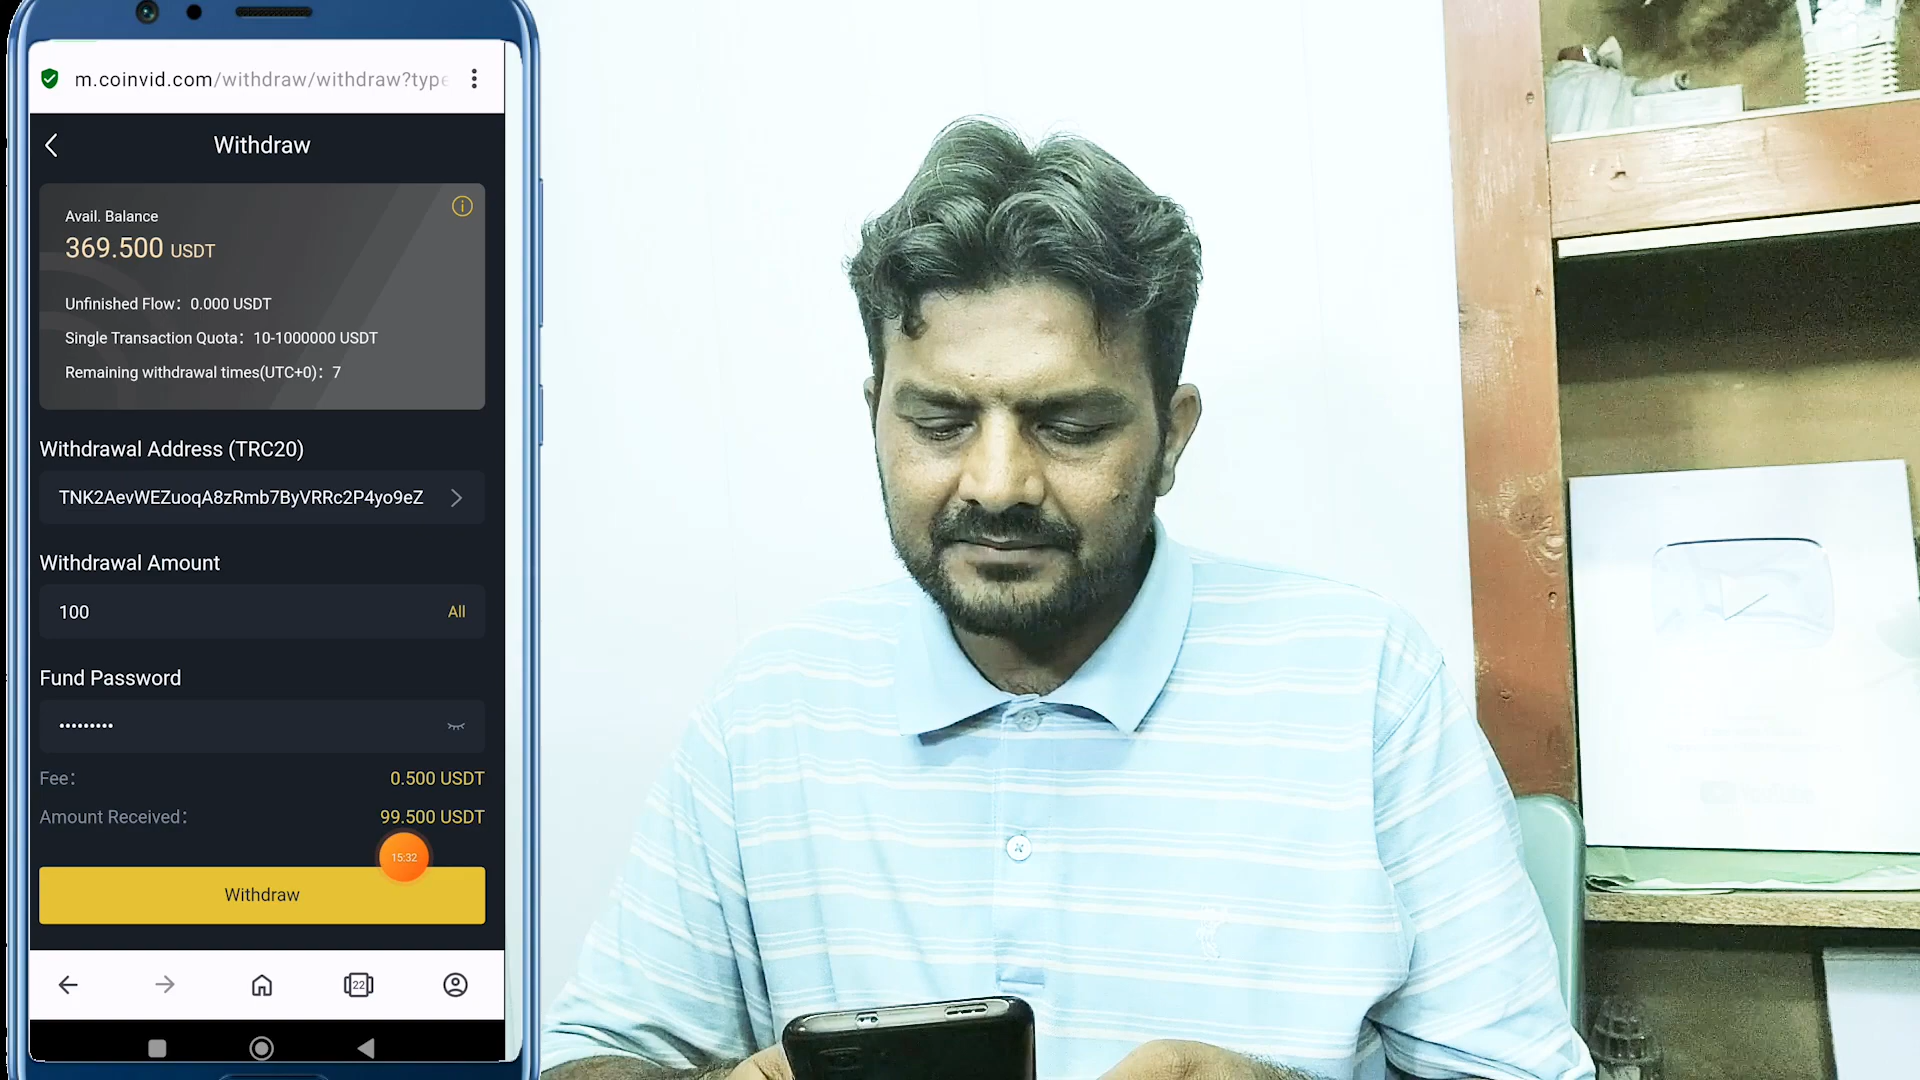 m.coinvid.com/withdraw/withdraw?type
Withdraw
Avail. Balance
369.500 USDT
Unfinished Flow: 0.000 USDT
Single Transaction Quota: 10-1000000 USDT
Remaining withdrawal times(UTC+0): 7
Withdrawal Address (TRC20)
TNK2AevWEZuoqA8zRmb7ByVRRc2P4yo9eZ
Withdrawal Amount
100 All
Fund Password
•••••••••
Fee: 0.500 USDT
Amount Received: 99.500 USDT
15:32
Withdraw
22